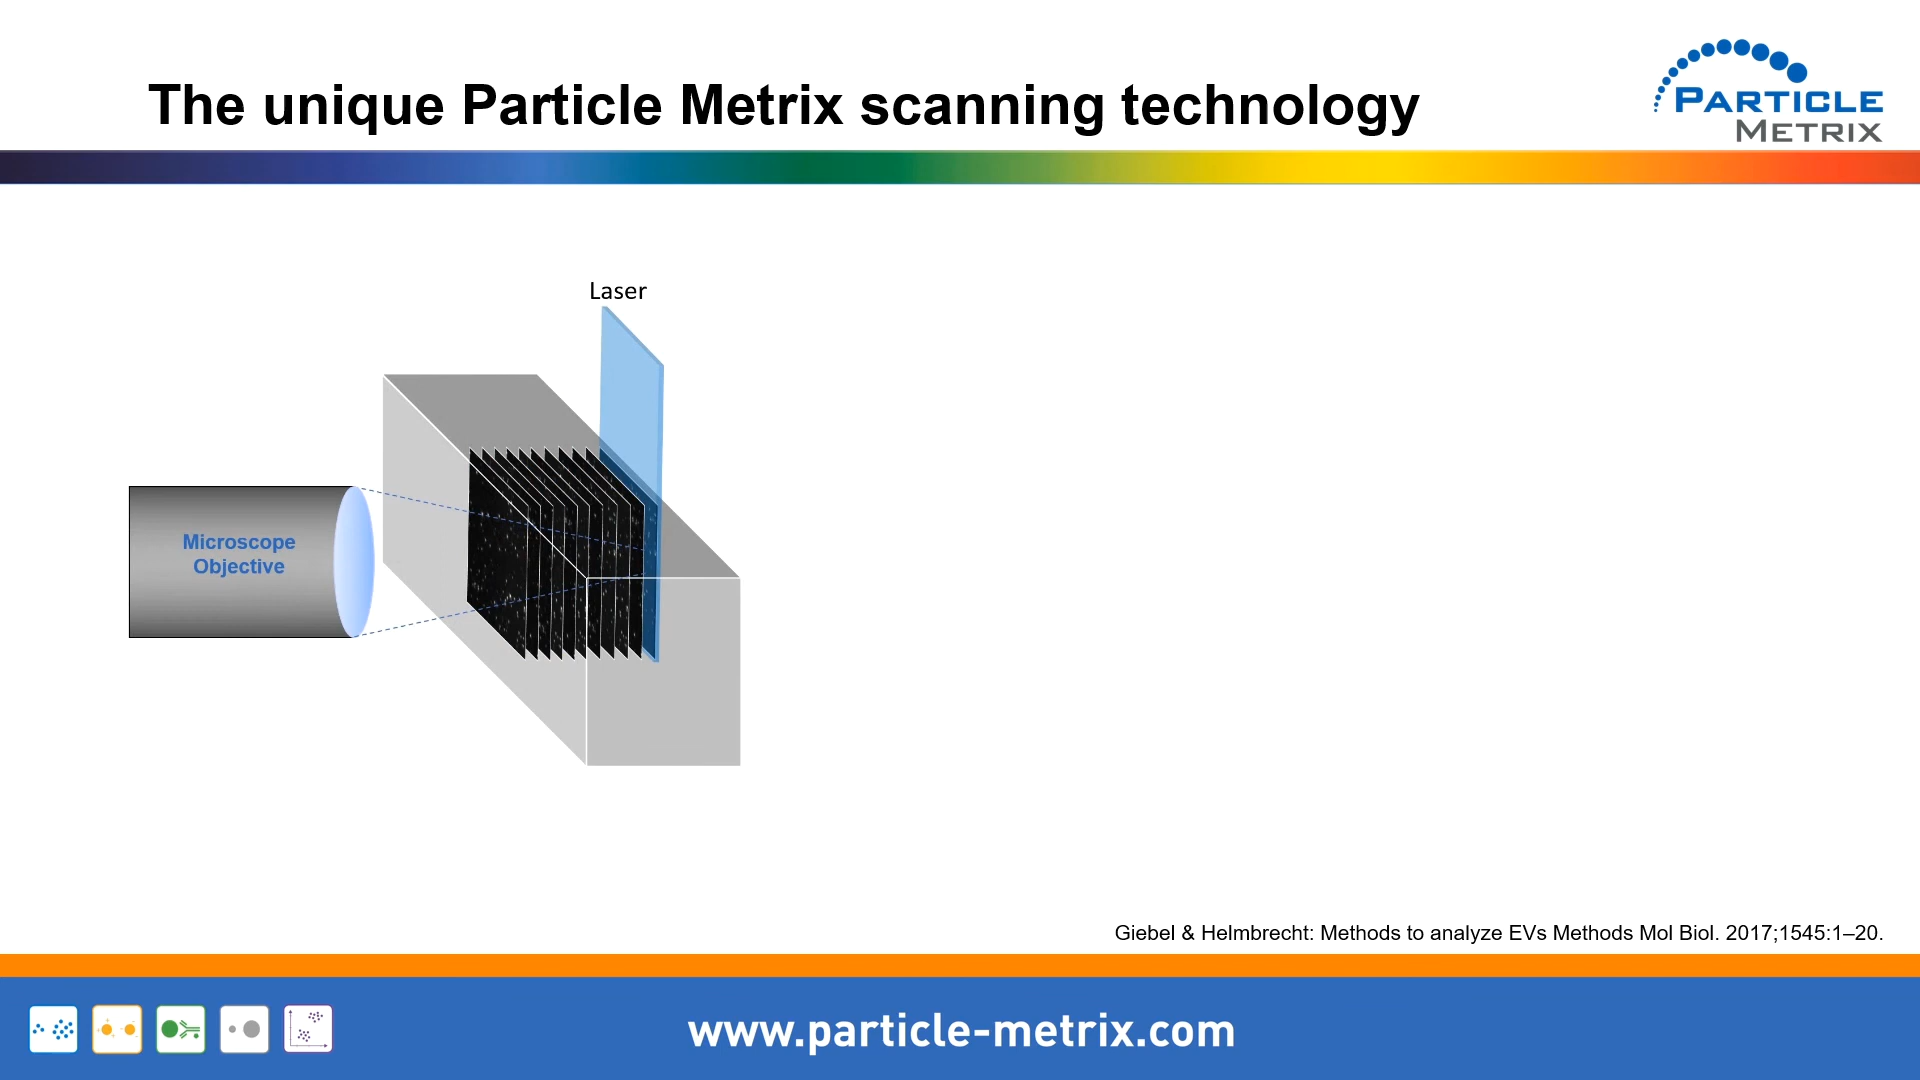 The unique Particle Metrix scanning technology
PARTICLE
METRIX
Laser
Microscope
Objective
Giebel & Helmbrecht: Methods to analyze EVs Methods Mol Biol. 2017;1545:1–20.
www.particle-metrix.com